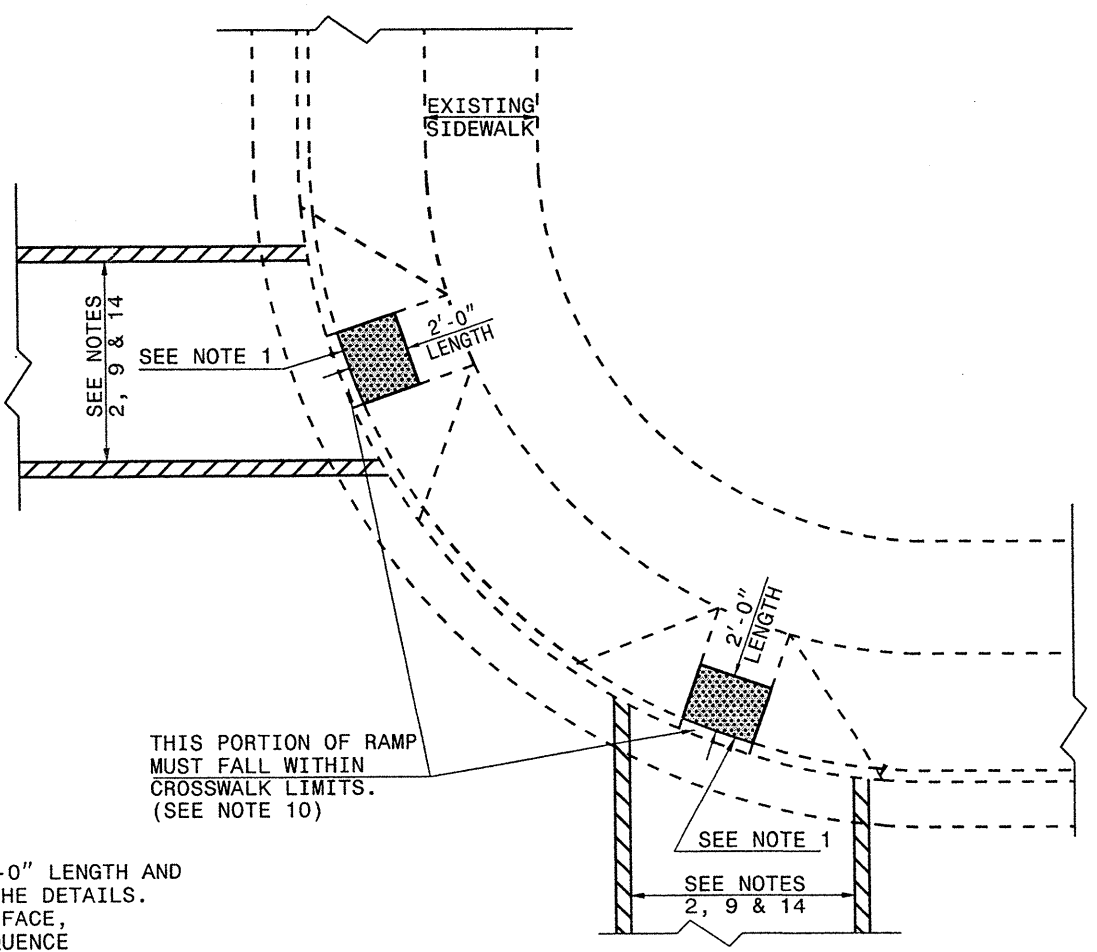 EXISTING
SIDEWALK
SEE NOTES
2, 9 & 14
SEE NOTE 1
2'-0"
LENGTH
2'-0"
LENGTH
THIS PORTION OF RAMP
MUST FALL WITHIN
CROSSWALK LIMITS.
(SEE NOTE 10)
SEE NOTE 1
SEE NOTES
2, 9 & 14
-0" LENGTH AND
HE DETAILS.
FACE,
QUENCE